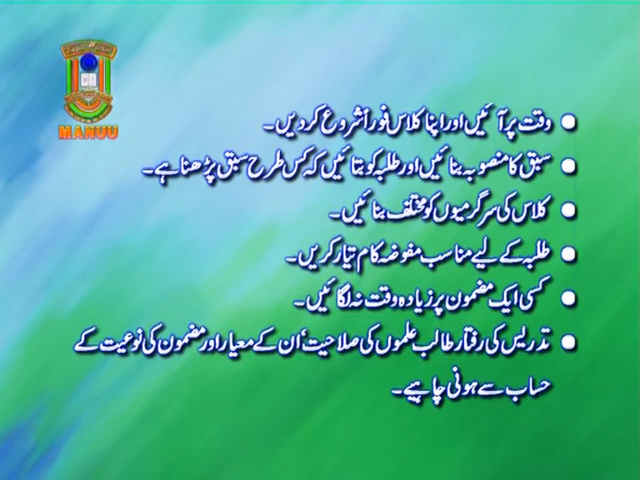 MANUU
وقت پر آئیں اور اپنا کلاس فوراً شروع کردیں۔
سبق کا منصوبہ بنائیں اور طلبہ کو بتائیں کہ کس طرح سبق پڑھنا ہے۔
کلاس کی سرگرمیوں کو مختلف بنائیں۔
طلبہ کے لیے مناسب مفوضہ کام تیار کریں۔
کسی ایک مضمون پر زیادہ وقت نہ لگائیں۔
تدریس کی رفتار طالب علموں کی صلاحیت، ان کے معیار اور مضمون کی نوعیت کے
حساب سے ہونی چاہیے۔